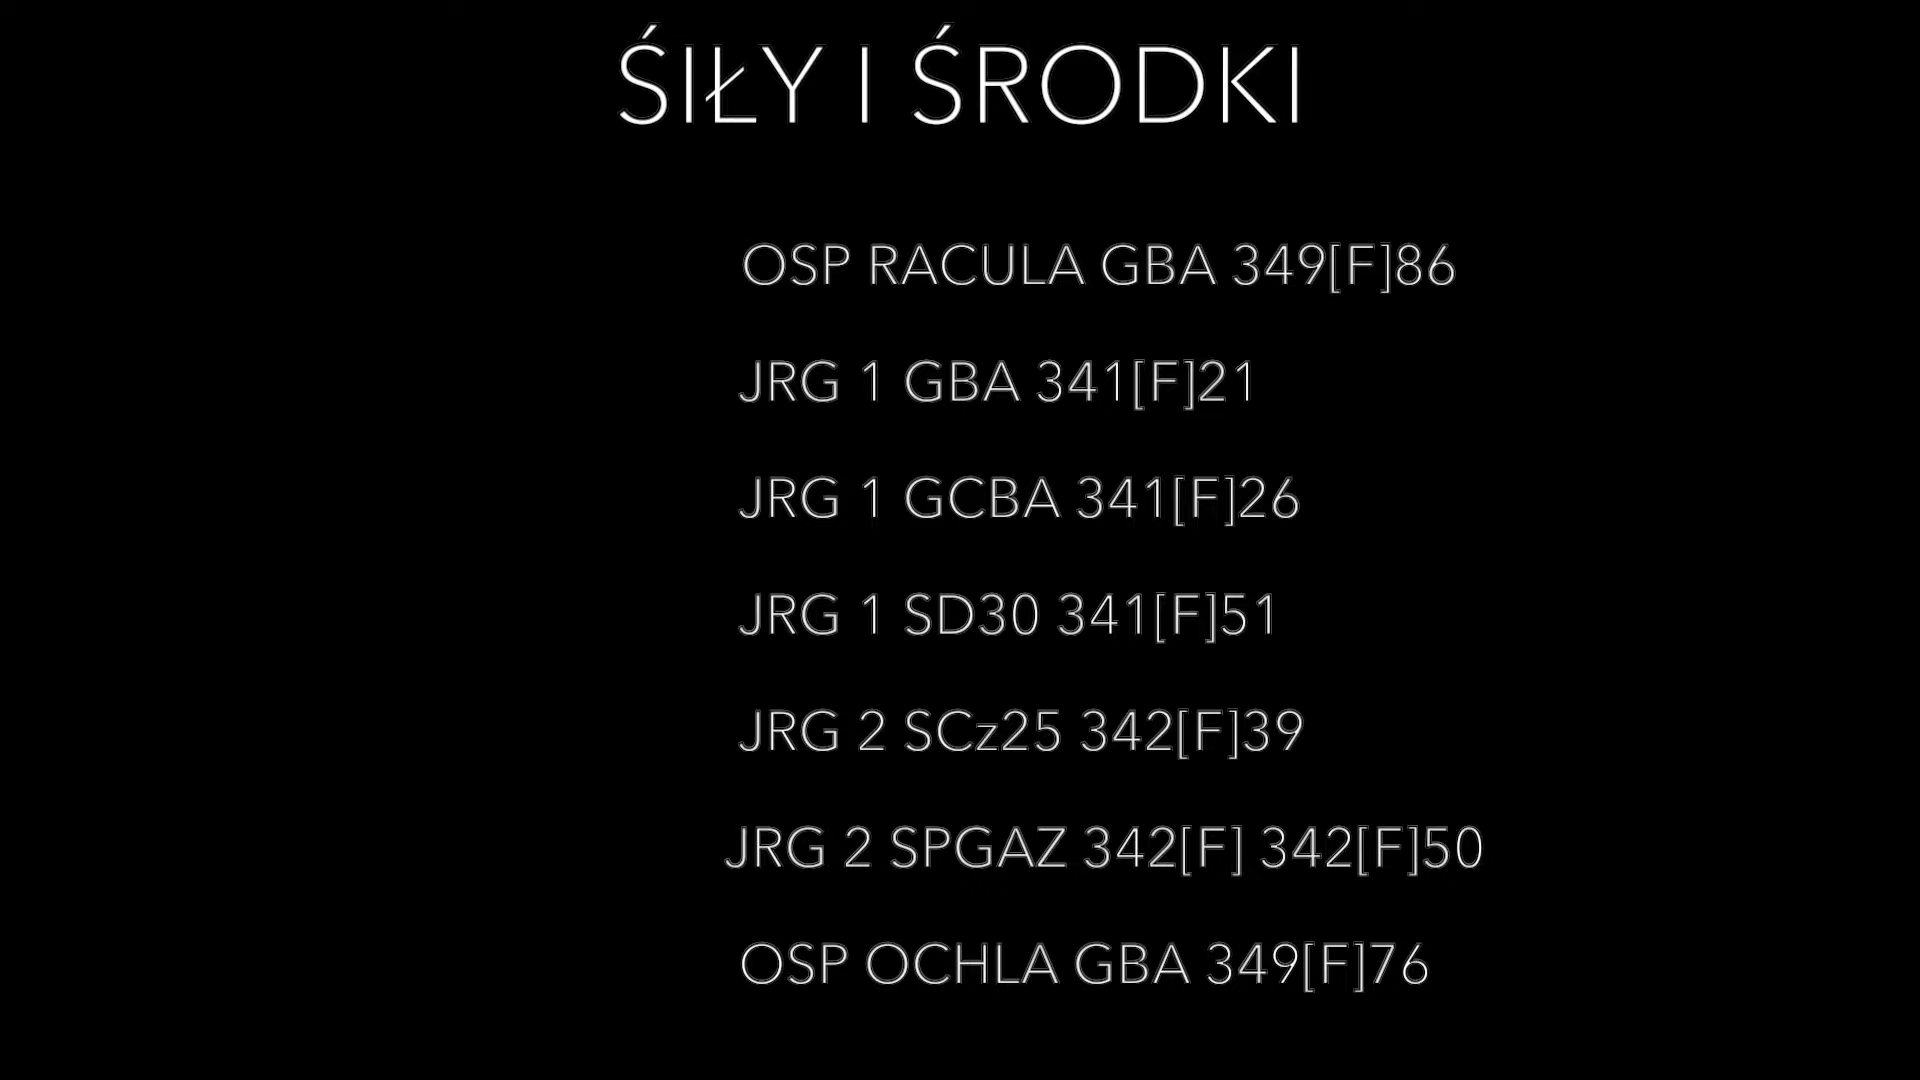 ŚIŁY I ŚRODKI
OSP RACULA GBA 349[F]86
JRG 1 GBA 341[F]21
JRG 1 GCBA 341[F]26
JRG 1 SD30 341[F]51
JRG 2 SCz25 342[F]39
JRG 2 SPGAZ 342[F] 342[F]50
OSP OCHLA GBA 349[F]76